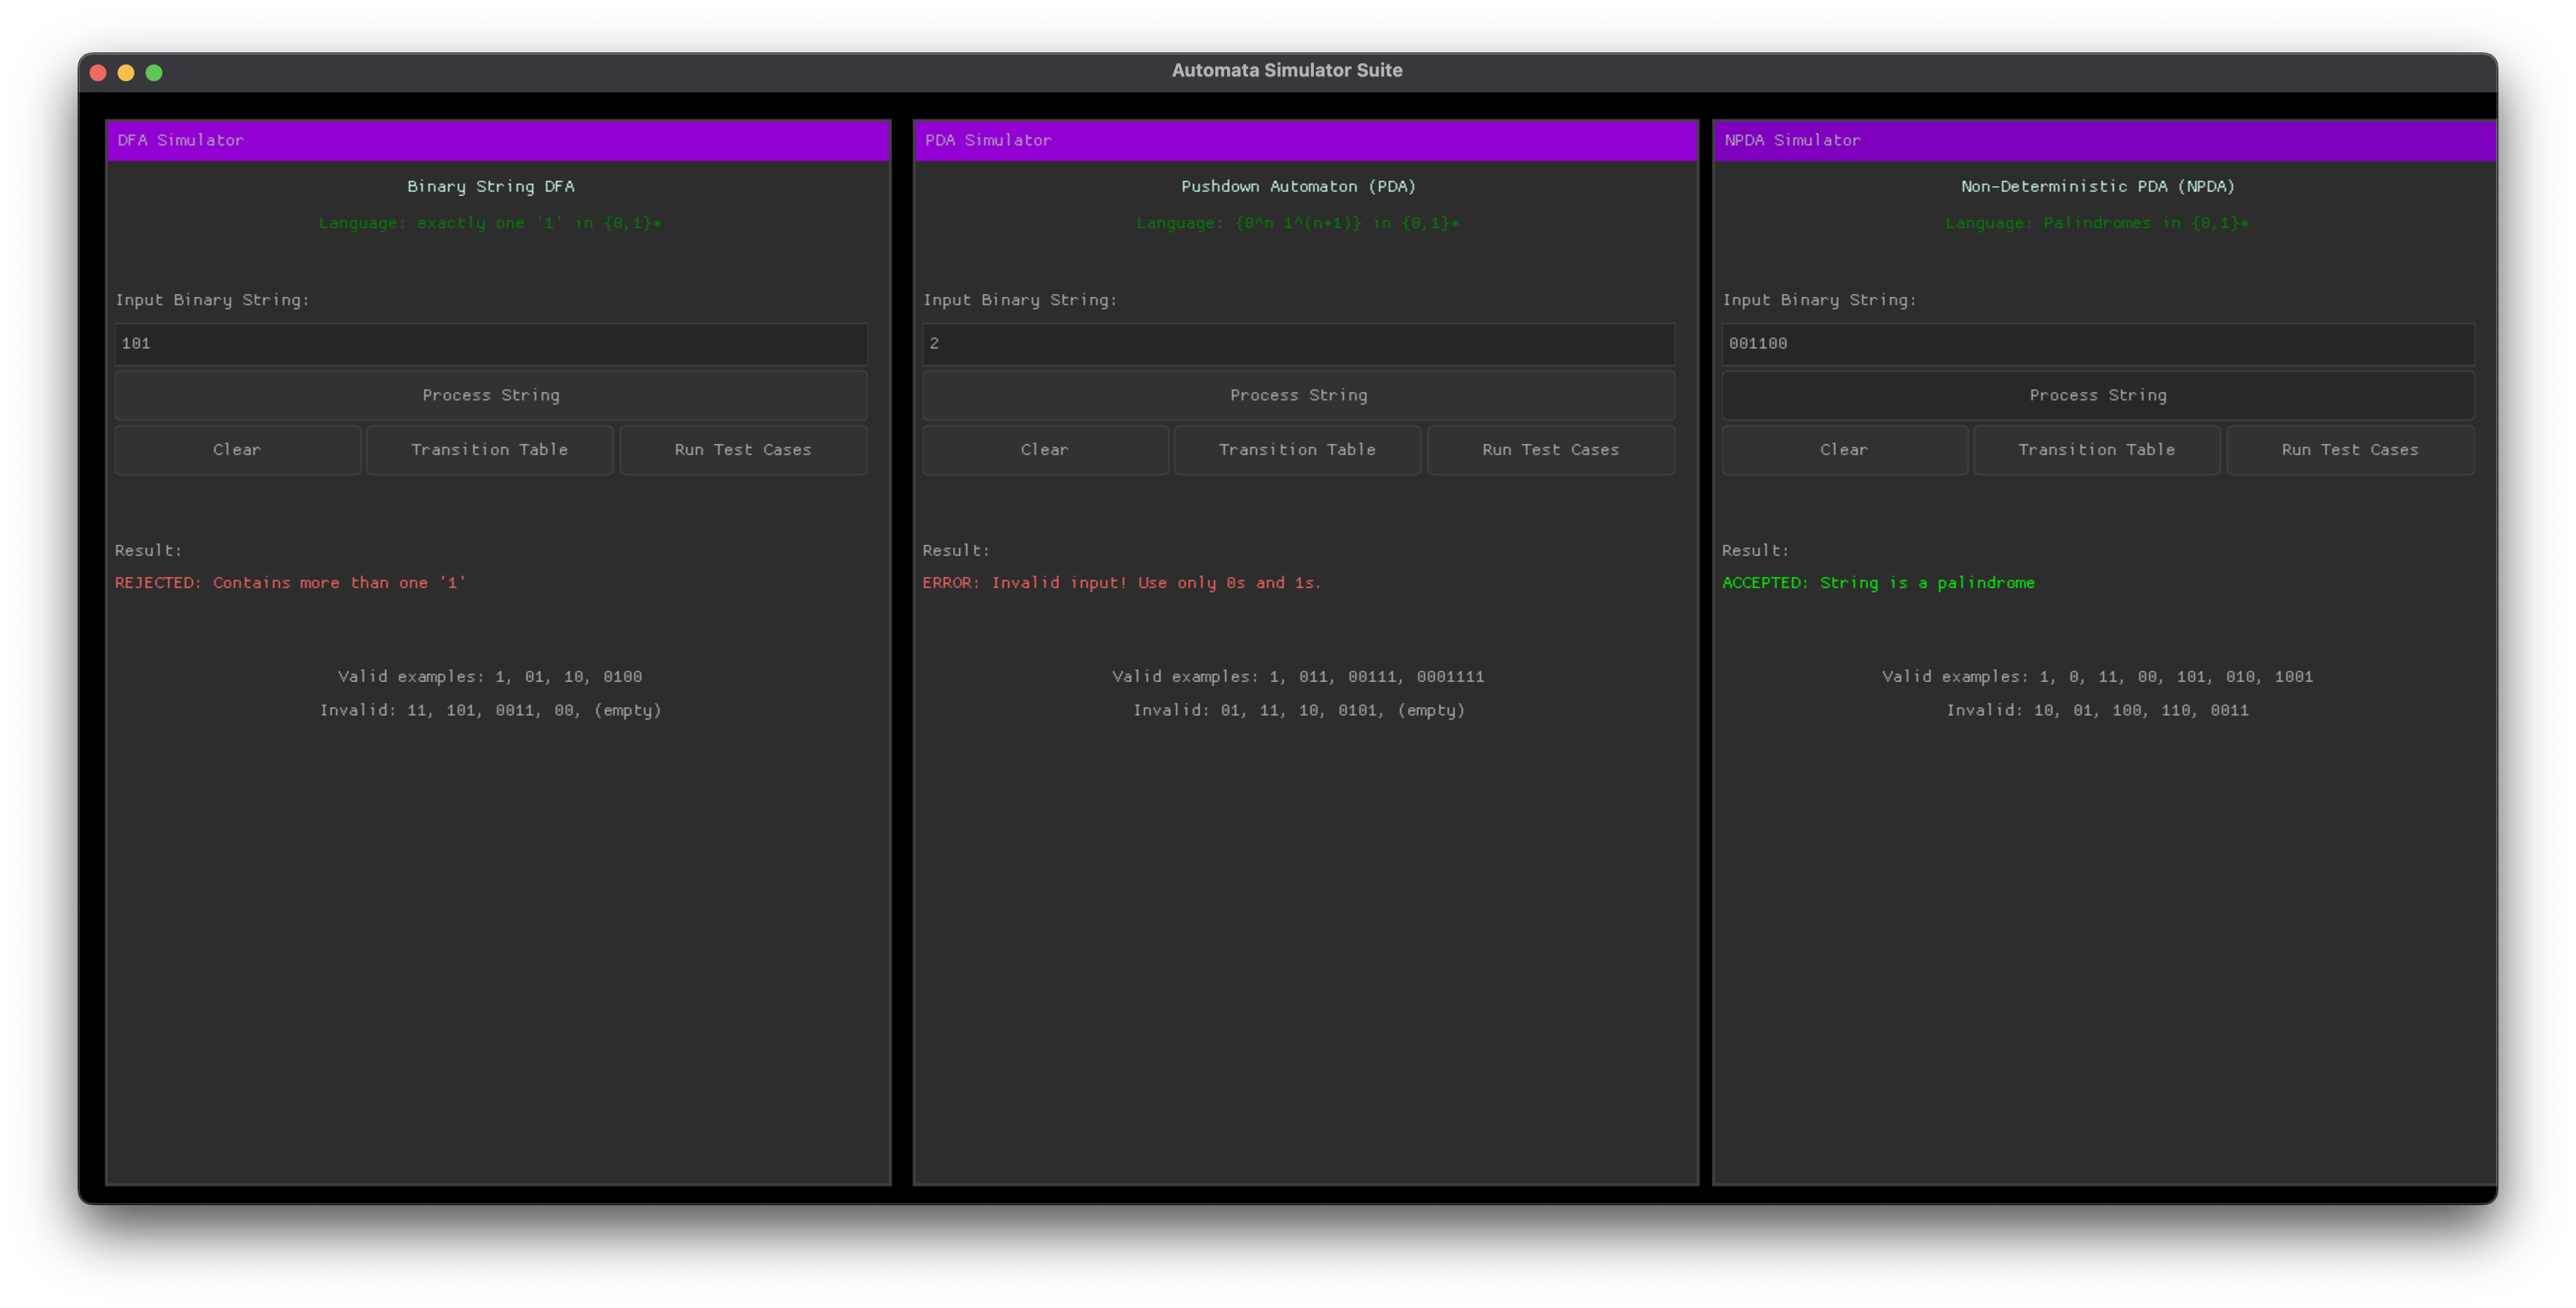 Automata Simulator Suite
DFA Simulator
Binary String DFA
Language: exactly one '1' in {0,1}*
Input Binary String:
101
Process String
Clear
Transition Table
Run Test Cases
Result:
REJECTED: Contains more than one '1'
Valid examples: 1, 01, 10, 0100
Invalid: 11, 101, 0011, 00, (empty)
PDA Simulator
Pushdown Automaton (PDA)
Language: {0^n 1^(n+1)} in {0,1}*
Input Binary String:
2
Process String
Clear
Transition Table
Run Test Cases
Result:
ERROR: Invalid input! Use only 0s and 1s.
Valid examples: 1, 011, 00111, 0001111
Invalid: 01, 11, 10, 0101, (empty)
NPDA Simulator
Non-Deterministic PDA (NPDA)
Language: Palindromes in {0,1}*
Input Binary String:
001100
Process String
Clear
Transition Table
Run Test Cases
Result:
ACCEPTED: String is a palindrome
Valid examples: 1, 0, 11, 00, 101, 010, 1001
Invalid: 10, 01, 100, 110, 0011